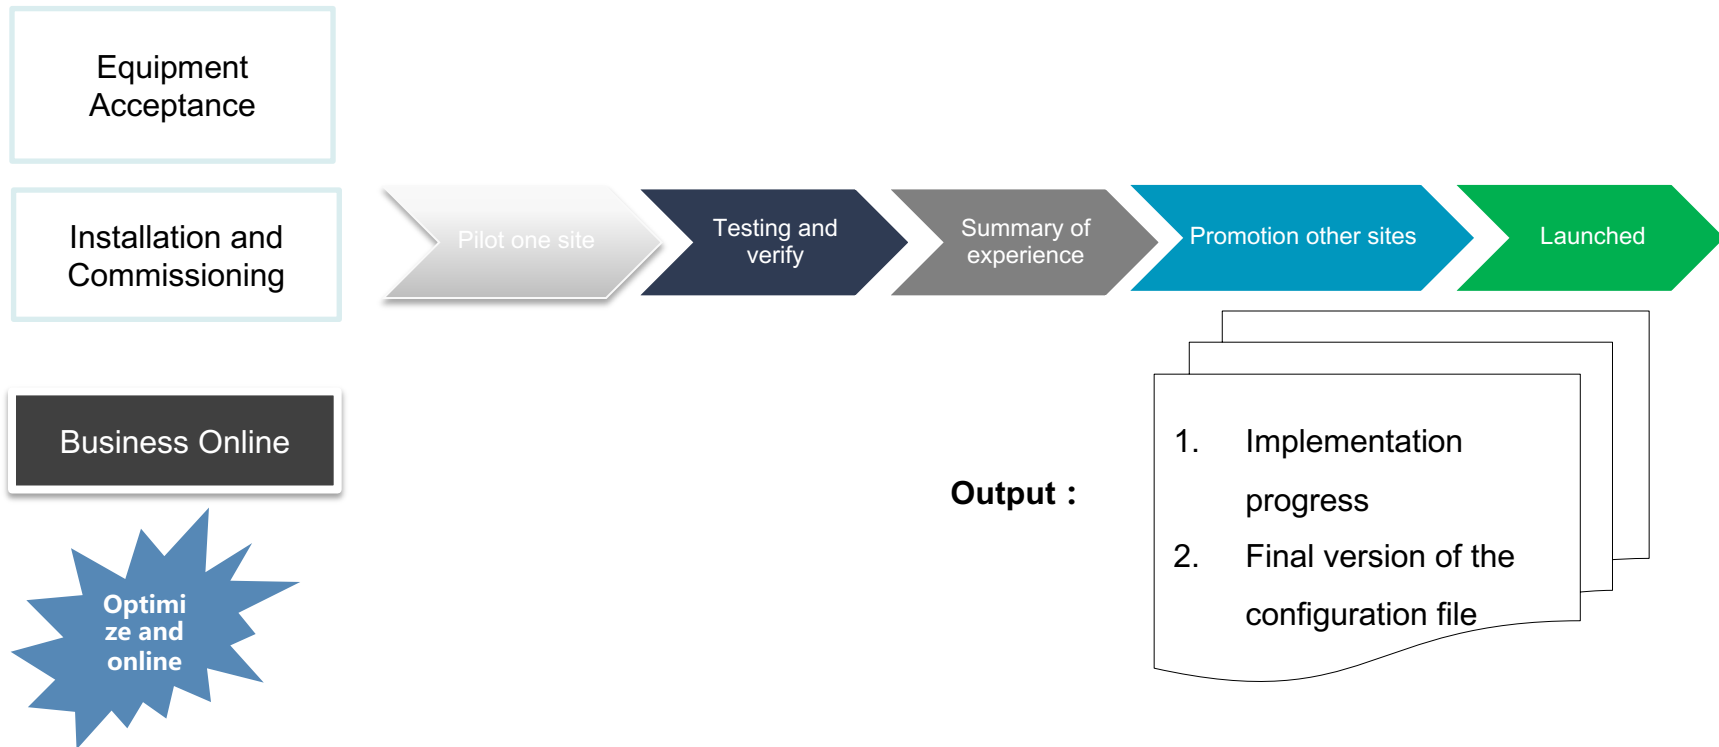 Equipment
Acceptance
Installation and
Commissioning
Pilot one site
Testing and
verify
Summary of
experience
Promotion other sites
Launched
Business Online
Output：
1. Implementation
progress
2. Final version of the
configuration file
Optimi
ze and
online